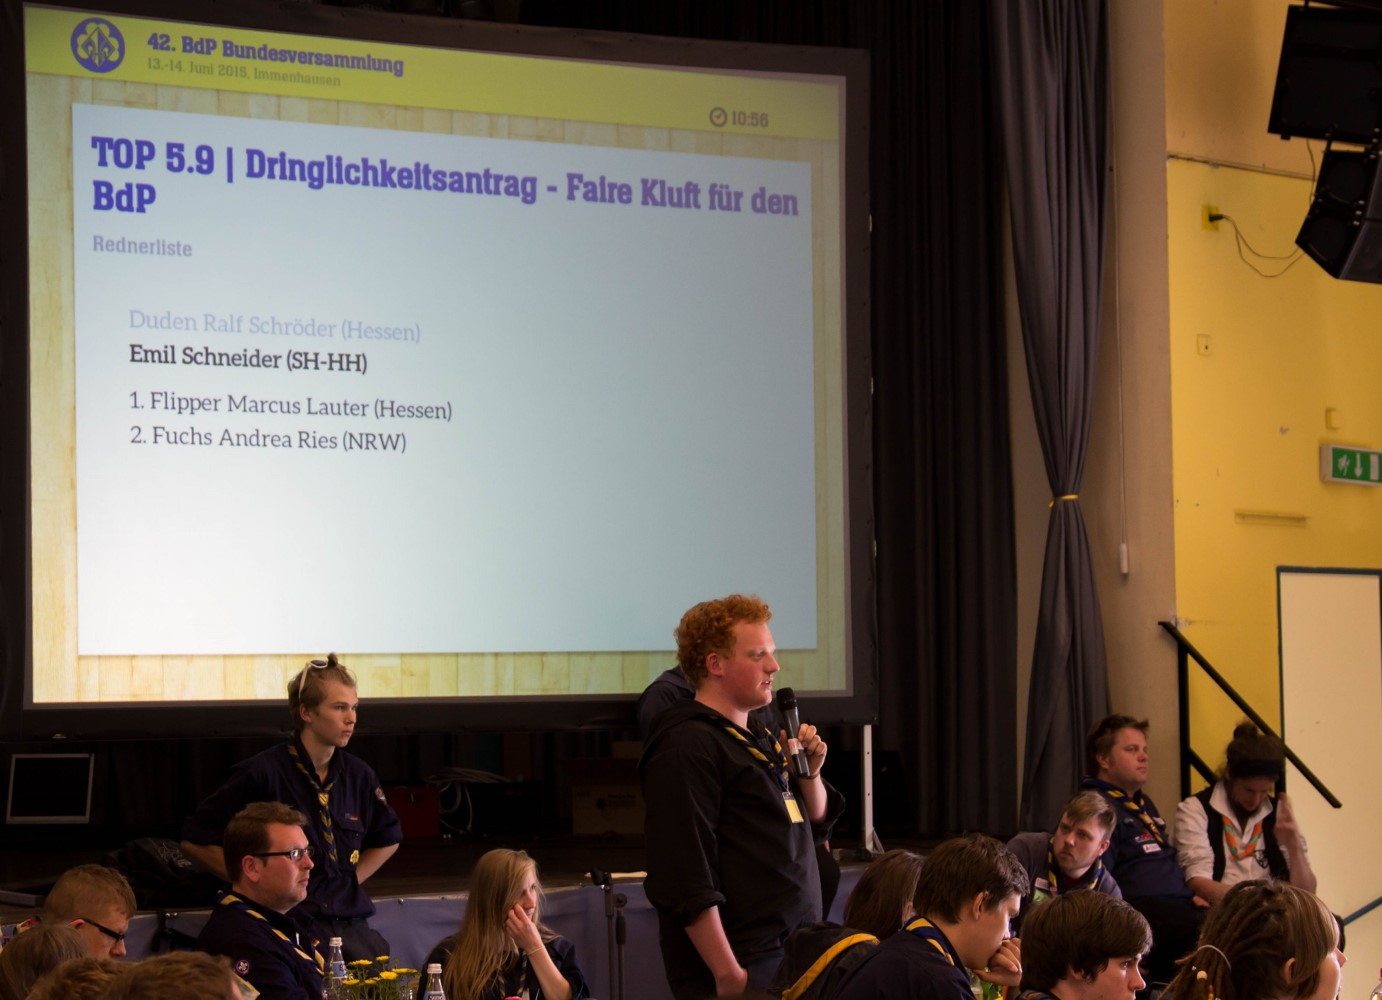 42. BdP Bundesversammlung
13.-14. Juni 2015, Immenhausen
10:56
TOP 5.9 | Dringlichkeitsantrag - Faire Kluft für den
BdP
Rednerliste
Duden Ralf Schröder (Hessen)
Emil Schneider (SH-HH)
1. Flipper Marcus Lauter (Hessen)
2. Fuchs Andrea Ries (NRW)